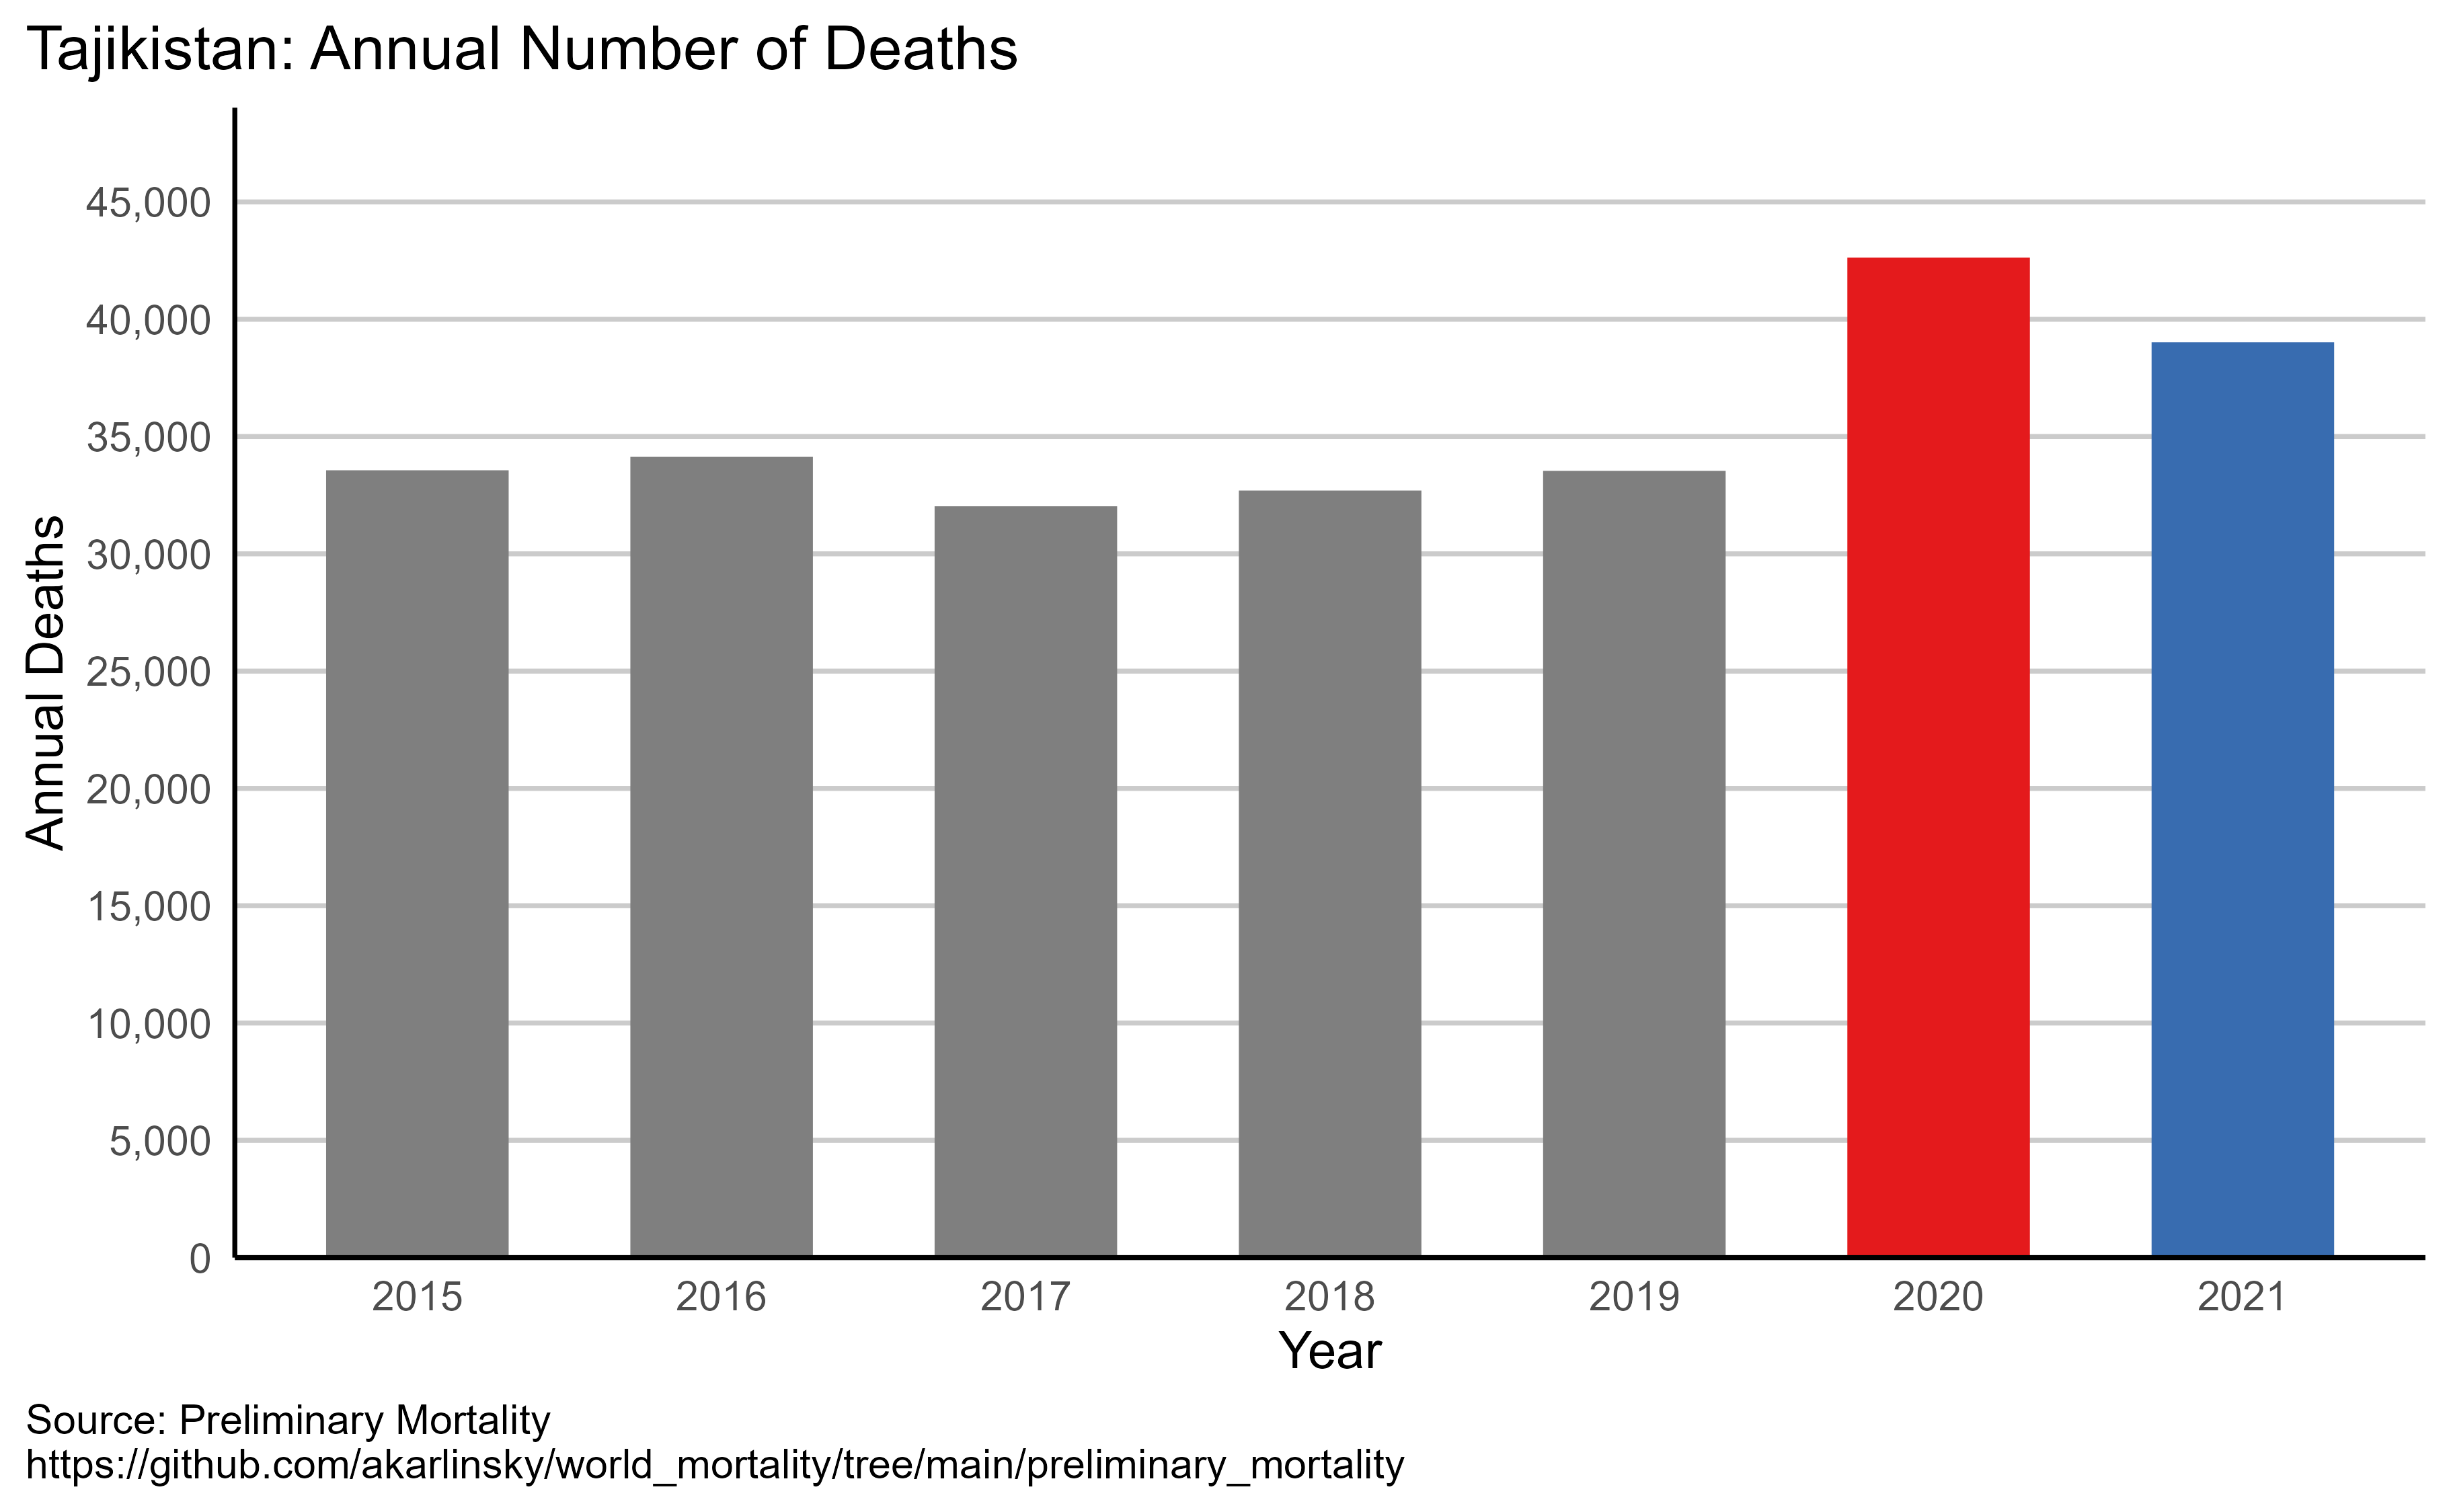 Tajikistan: Annual Number of Deaths
Annual Deaths
45,000
40,000
35,000
30,000
25,000
20,000
15,000
10,000
5,000
0
2015 2016 2017 2018 2019 2020 2021
Year
Source: Preliminary Mortality
https://github.com/akarlinsky/world_mortality/tree/main/preliminary_mortality